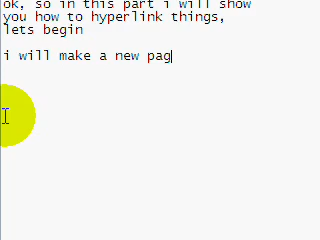 ok, so in this part i will show
you how to hyperlink things,
lets begin
i will make a new pag